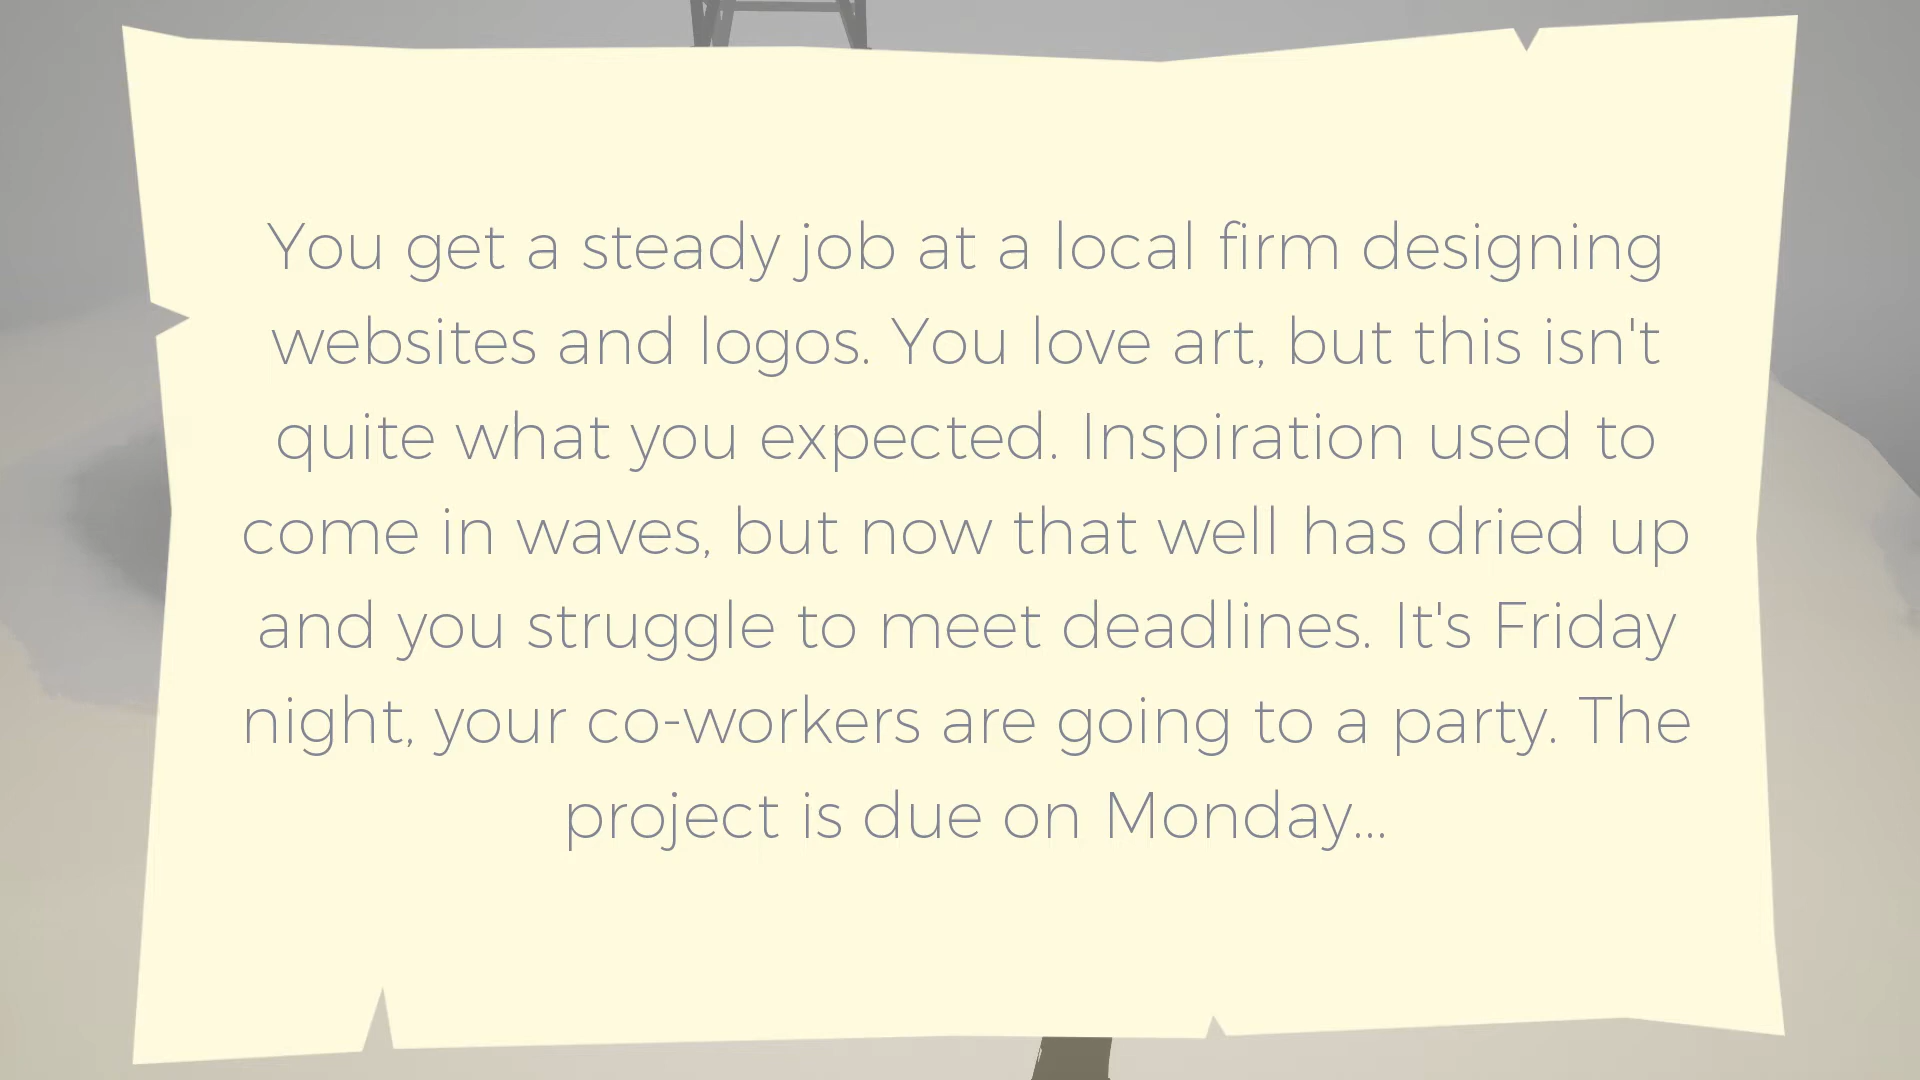 You get a steady job at a local firm designing
websites and logos. You love art, but this isn't
quite what you expected. Inspiration used to
come in waves, but now that well has dried up
and you struggle to meet deadlines. It's Friday
night, your co-workers are going to a party. The
project is due on Monday...